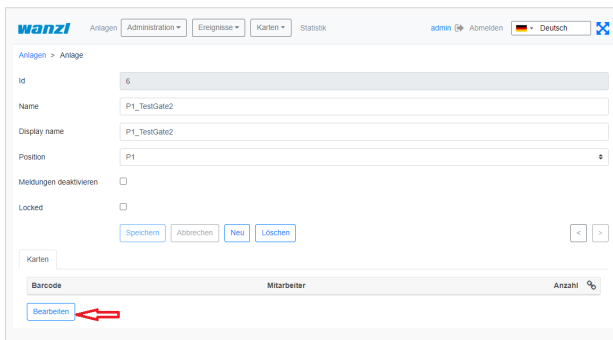 wanzl Anlagen Administration Ereignisse Karten Statistik admin Abmelden Deutsch
Anlagen > Anlage
Id 6
Name P1_TestGate2
Display name P1_TestGate2
Position P1
Meldungen deaktivieren
Locked
Speichern Abbrechen Neu Löschen < >
Karten
Barcode Mitarbeiter Anzahl
Bearbeiten